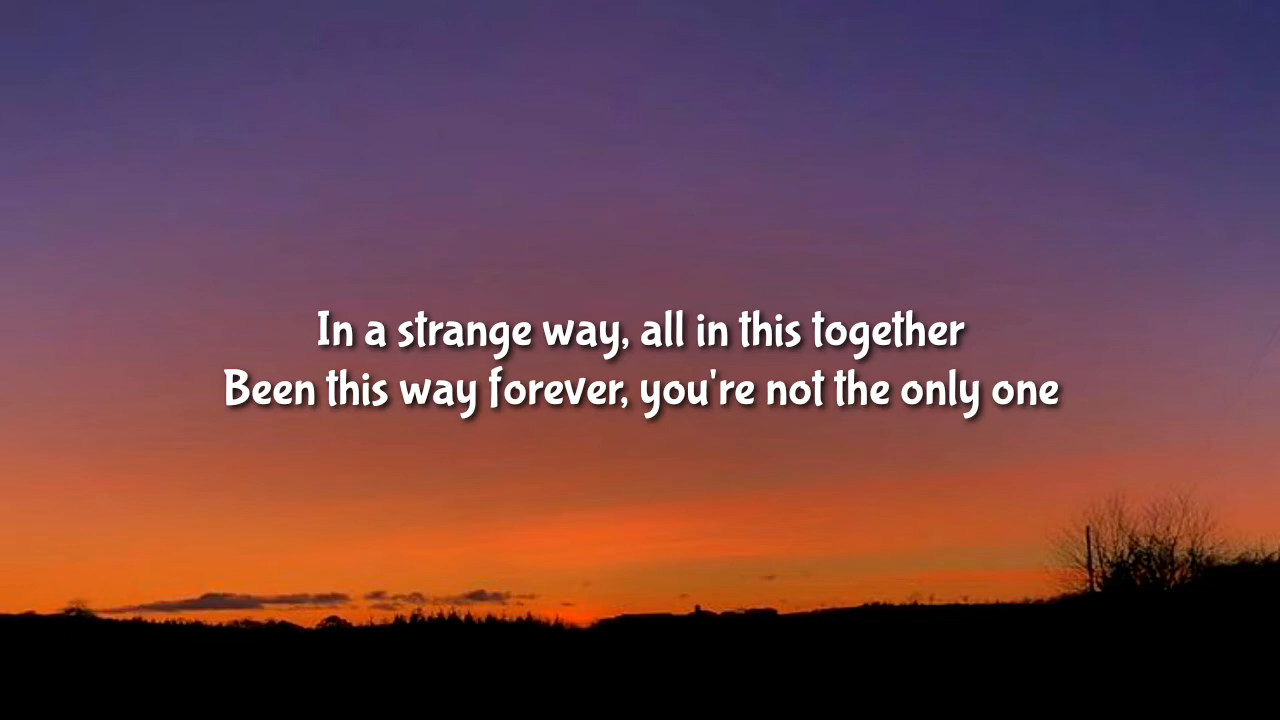 In a strange way, all in this together
Been this way forever, you're not the only one